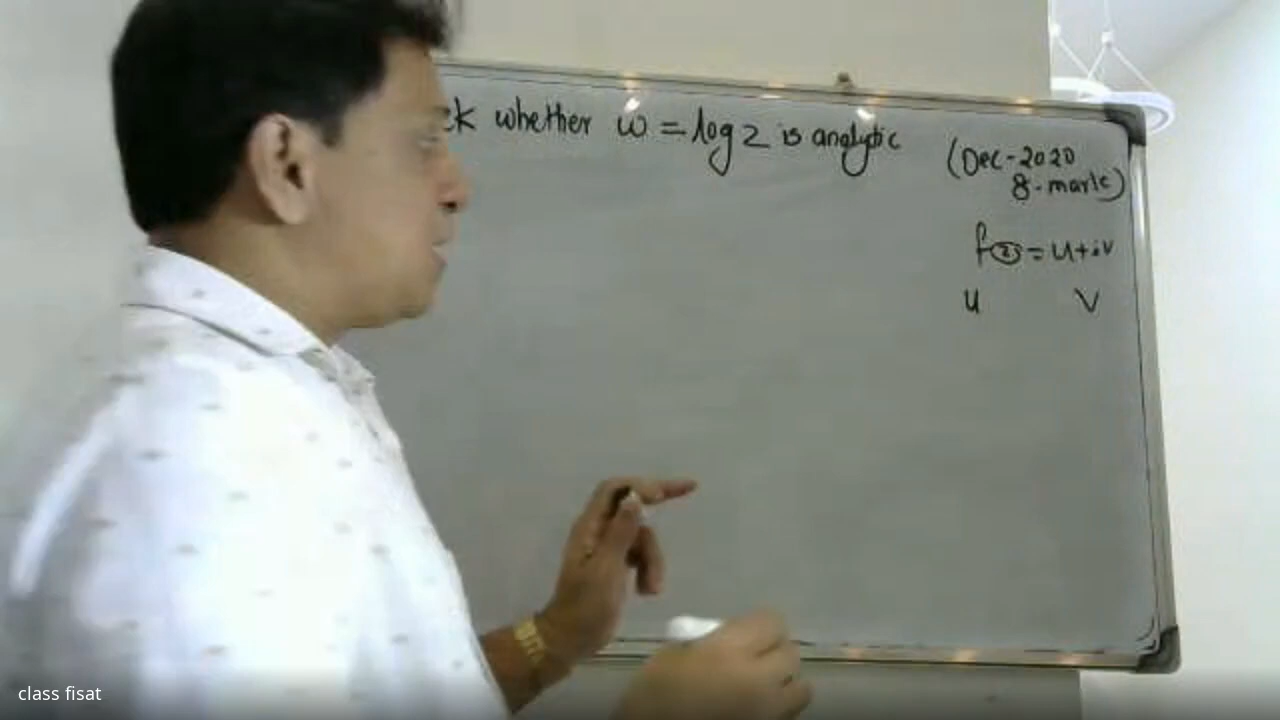 ck whether w = log z is analytic
(Dec-2020
8-mark)
f(z) = u+iv
u v
class fisat